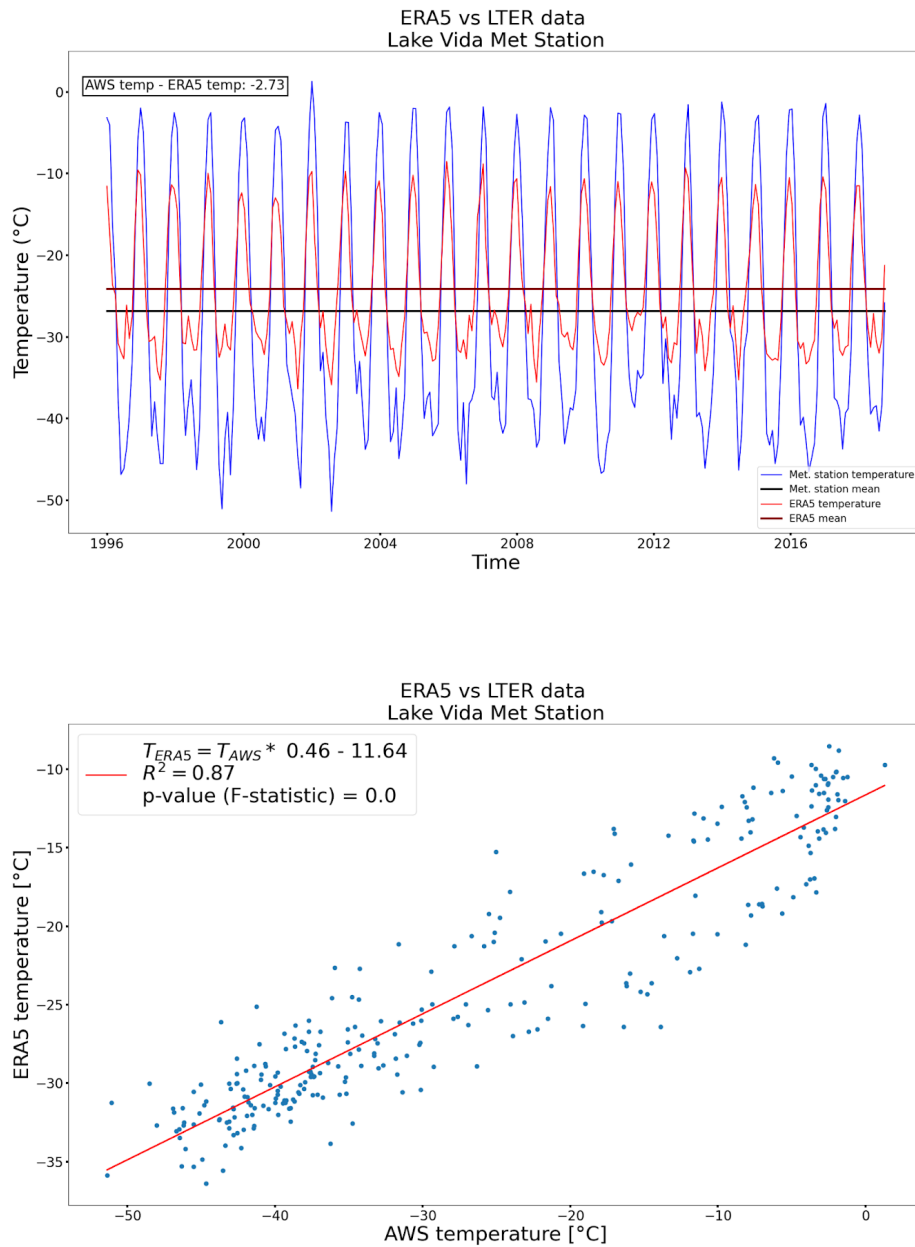 ERA5 vs LTER data
Lake Vida Met Station
AWS temp - ERA5 temp: -2.73
Temperature (°C)
0
−10
−20
−30
−40
−50
Met. station temperature
Met. station mean
ERA5 temperature
ERA5 mean
1996
2000
2004
2008
2012
2016
Time
ERA5 vs LTER data
Lake Vida Met Station
T_ERA5 = T_AWS * 0.46 - 11.64
R² = 0.87
p-value (F-statistic) = 0.0
ERA5 temperature [°C]
−10
−15
−20
−25
−30
−35
−50
−40
−30
−20
−10
0
AWS temperature [°C]